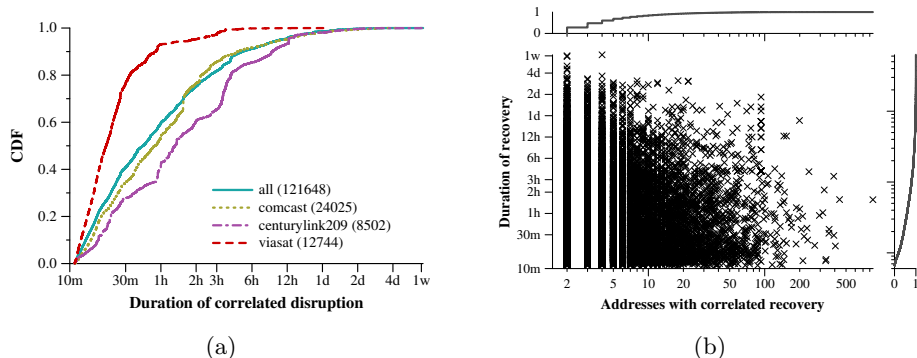 1.0
0.8
0.6
0.4
0.2
0.0
CDF
all (121648)
comcast (24025)
centurylink209 (8502)
viasat (12744)
10m 30m 1h 2h 3h 6h 12h 1d 2d 4d 1w
Duration of correlated disruption
(a)
1
0
1w
4d
2d
1d
12h
6h
3h
2h
1h
30m
10m
Duration of recovery
2 5 10 20 50 100 200 500
Addresses with correlated recovery
0 1
(b)